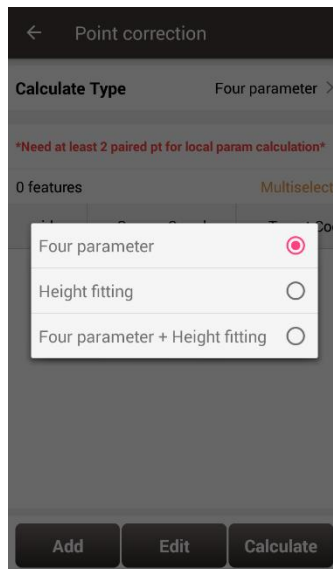 Point correction
Calculate Type Four parameter
*Need at least 2 paired pt for local param calculation*
0 features Multiselect
Four parameter
Height fitting
Four parameter + Height fitting
Add Edit Calculate